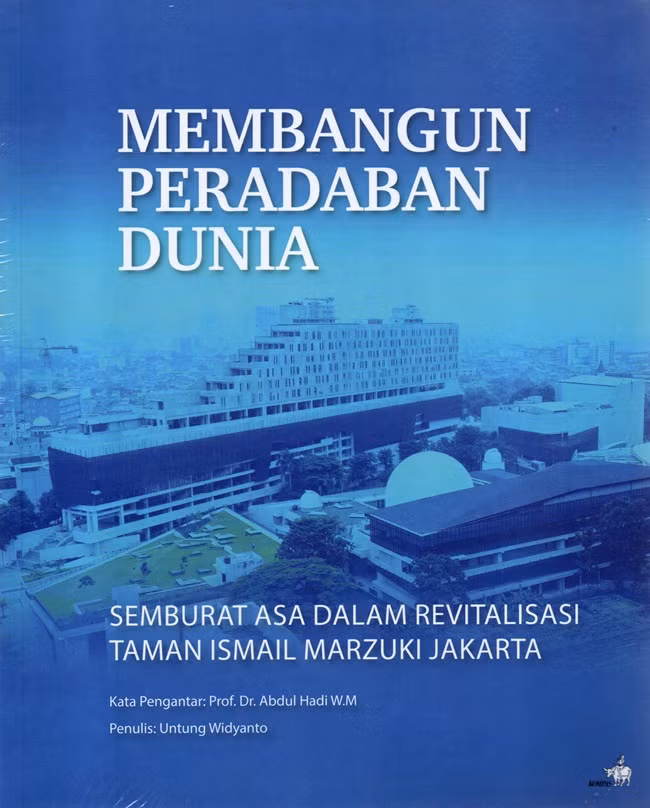 MEMBANGUN
PERADABAN
DUNIA
SEMBURAT ASA DALAM REVITALISASI
TAMAN ISMAIL MARZUKI JAKARTA
Kata Pengantar: Prof. Dr. Abdul Hadi W.M
Penulis: Untung Widyanto